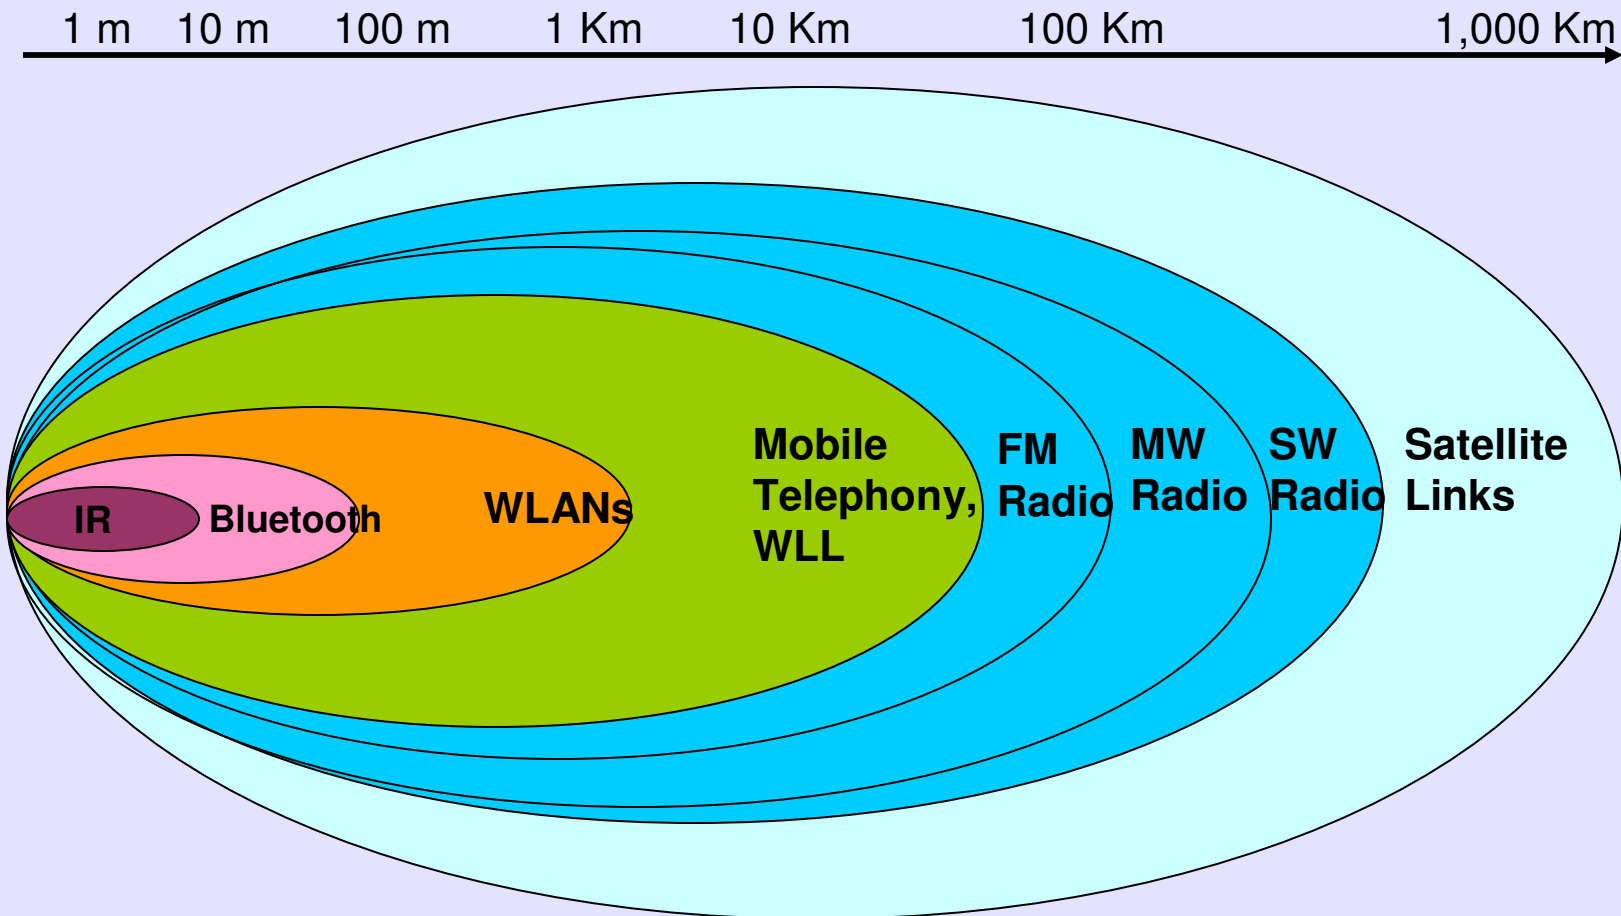 1 m 10 m 100 m 1 Km 10 Km 100 Km 1,000 Km
IR
Bluetooth
WLANs
Mobile
Telephony,
WLL
FM
Radio
MW
Radio
SW
Radio
Satellite
Links